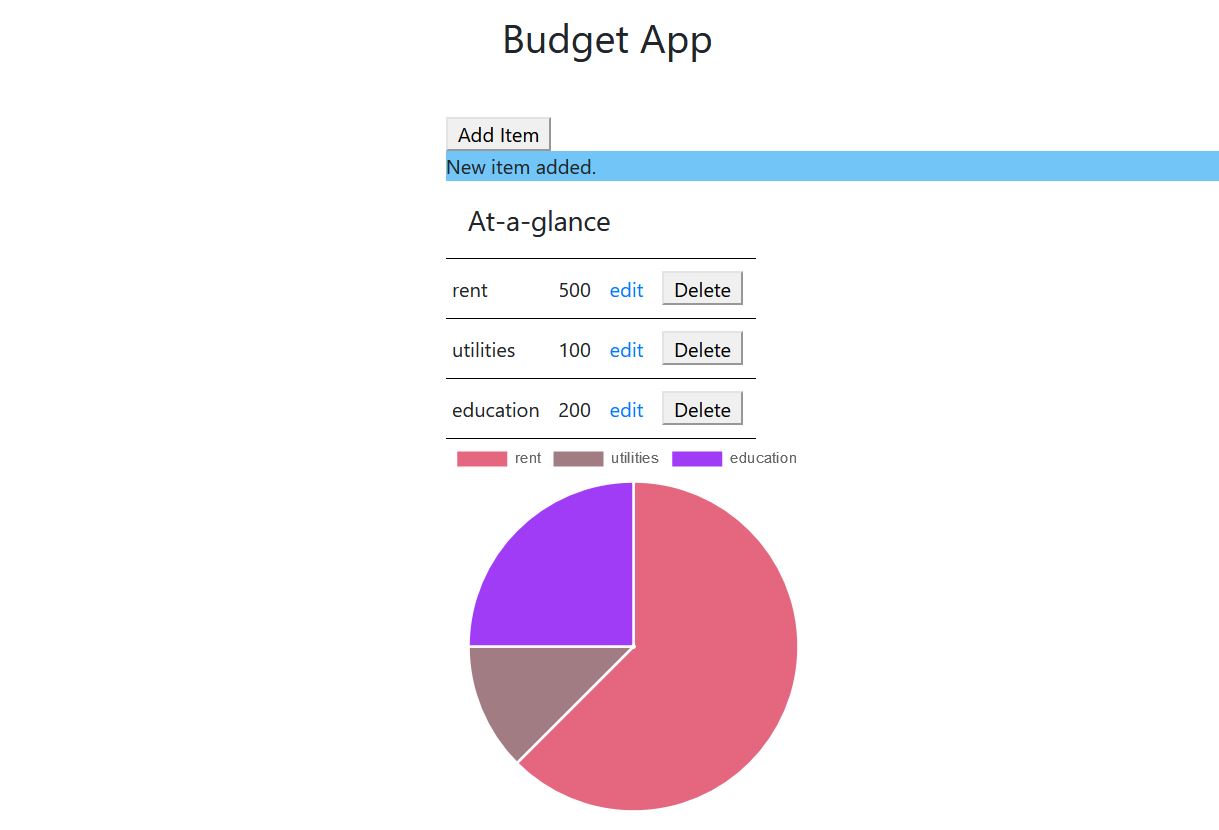 Budget App
Add Item
New item added.
At-a-glance
rent 500 edit Delete
utilities 100 edit Delete
education 200 edit Delete
rent utilities education